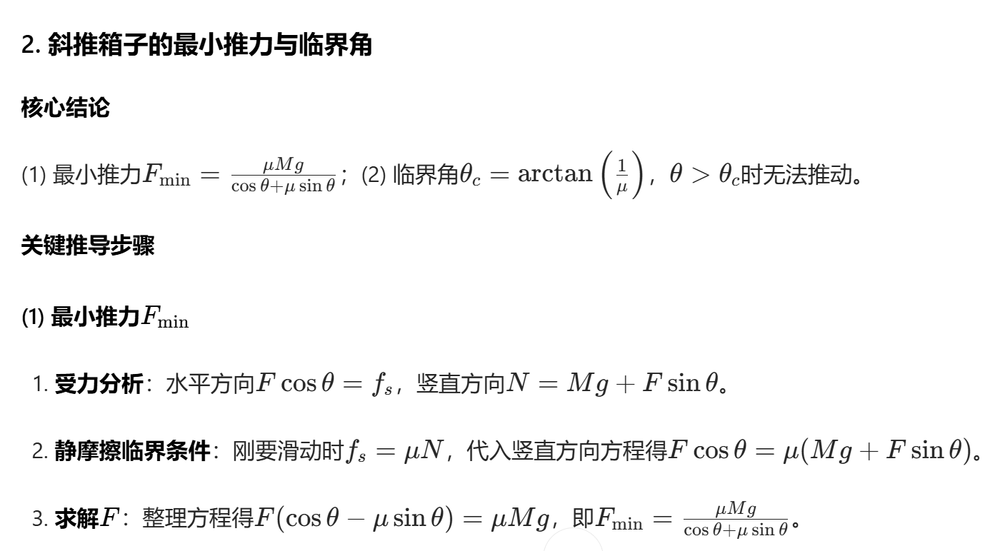 2. 斜推箱子的最小推力与临界角
核心结论
(1) 最小推力$F_{\min} = \frac{\mu Mg}{\cos\theta + \mu\sin\theta}$；(2) 临界角$\theta_c = \arctan\left(\frac{1}{\mu}\right)$，$\theta > \theta_c$时无法推动。
关键推导步骤
(1) 最小推力$F_{\min}$
1. 受力分析：水平方向$F\cos\theta = f_s$，竖直方向$N = Mg + F\sin\theta$。
2. 静摩擦临界条件：刚要滑动时$f_s = \mu N$，代入竖直方向方程得$F\cos\theta = \mu(Mg + F\sin\theta)$。
3. 求解$F$：整理方程得$F(\cos\theta - \mu\sin\theta) = \mu Mg$，即$F_{\min} = \frac{\mu Mg}{\cos\theta + \mu\sin\theta}$。